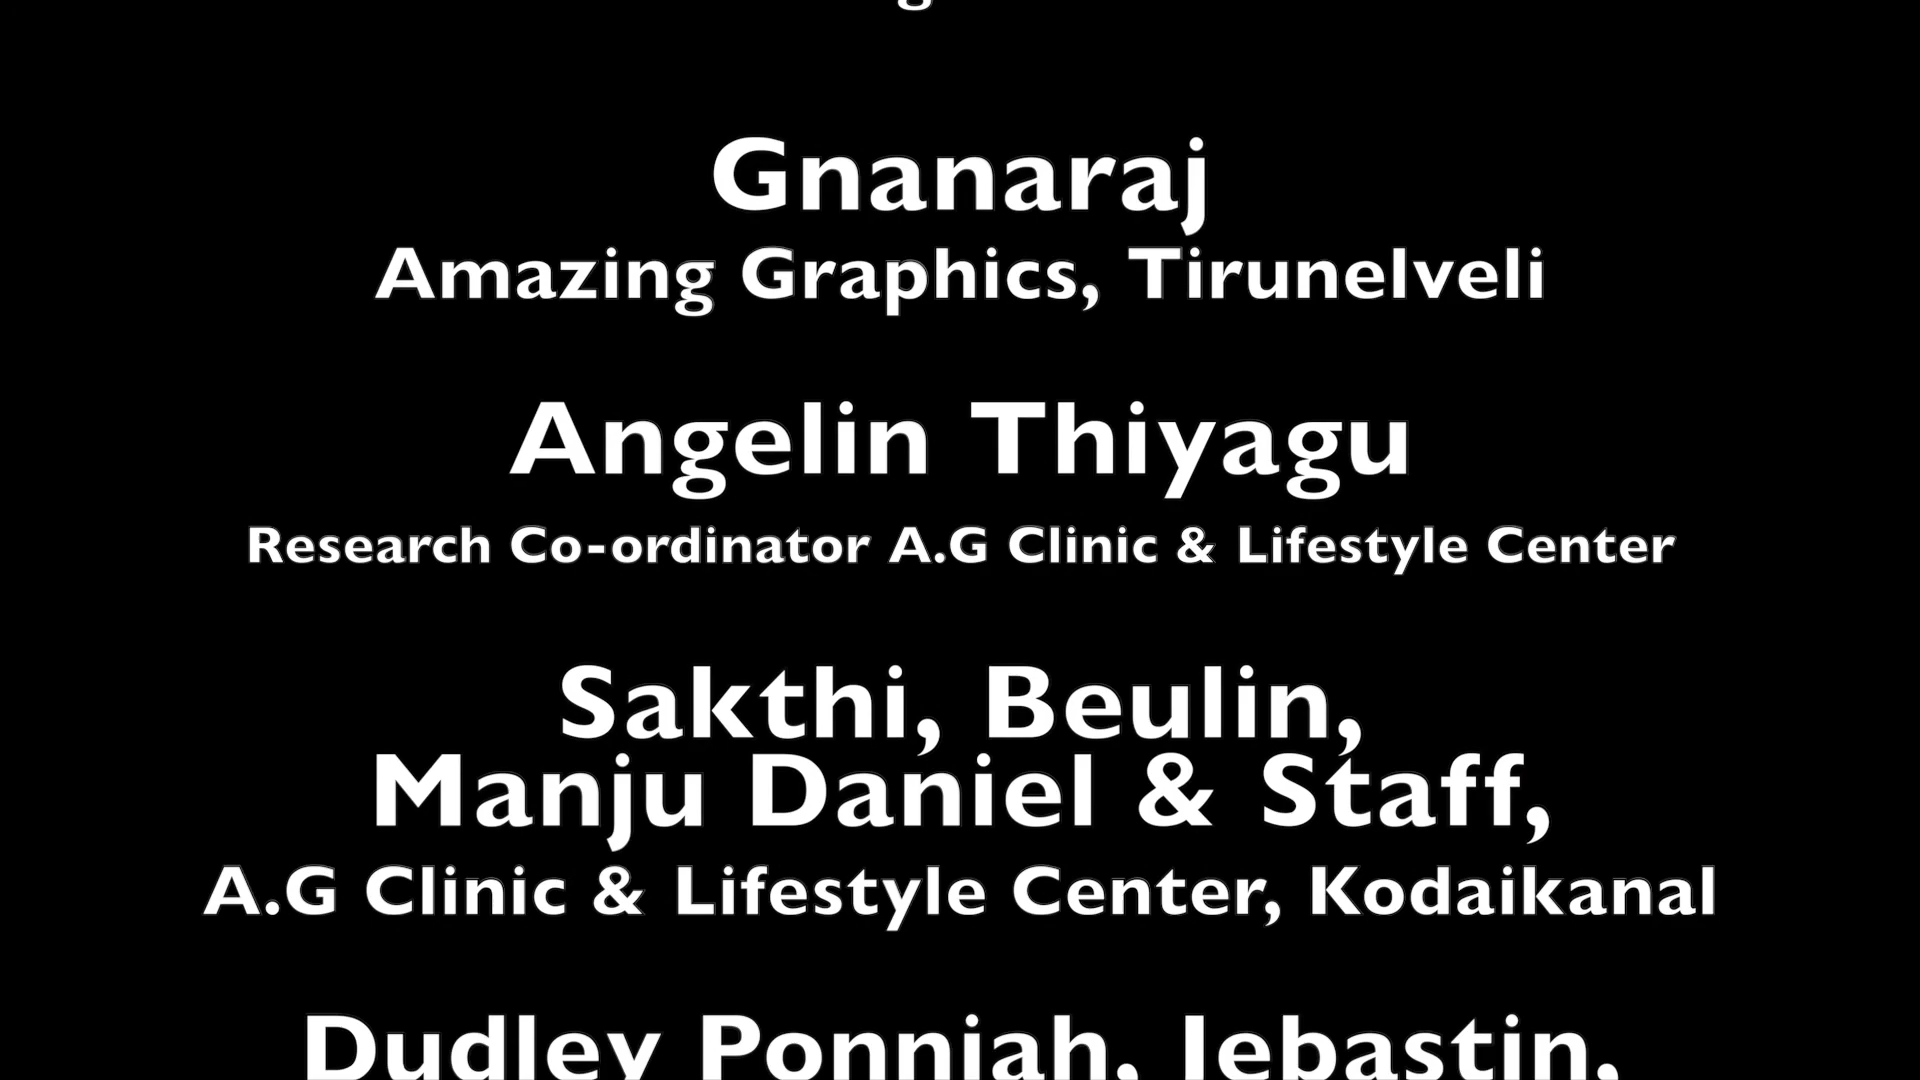 Gnanaraj
Amazing Graphics, Tirunelveli
Angelin Thiyagu
Research Co-ordinator A.G Clinic & Lifestyle Center
Sakthi, Beulin,
Manju Daniel & Staff,
A.G Clinic & Lifestyle Center, Kodaikanal
Dudley Ponniah, Jebastin,